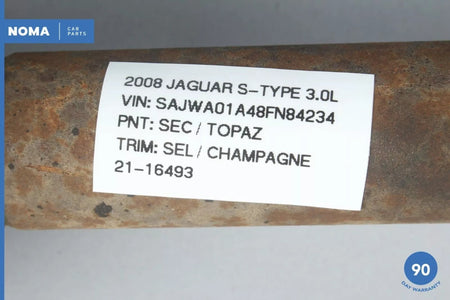 NOMA CAR PARTS
2008 JAGUAR S-TYPE 3.0L
VIN: SAJWA01A48FN84234
PNT: SEC / TOPAZ
TRIM: SEL / CHAMPAGNE
21-16493
90
DAY WARRANTY